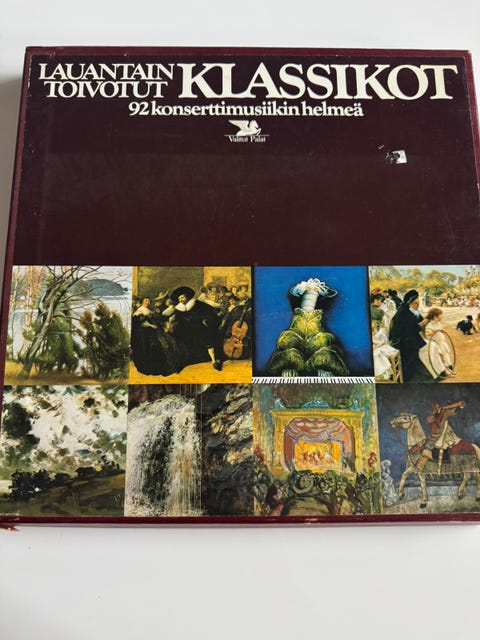 LAUANTAIN
TOIVOTUT KLASSIKOT
92 konserttimusiikin helmeä
Valitut Palat